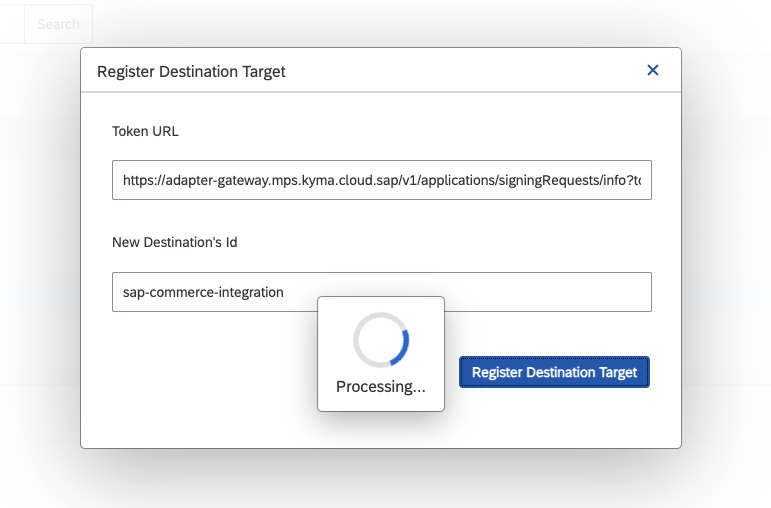 Search
Register Destination Target
Token URL
https://adapter-gateway.mps.kyma.cloud.sap/v1/applications/signingRequests/info?to
New Destination's Id
sap-commerce-integration
Processing...
Register Destination Target